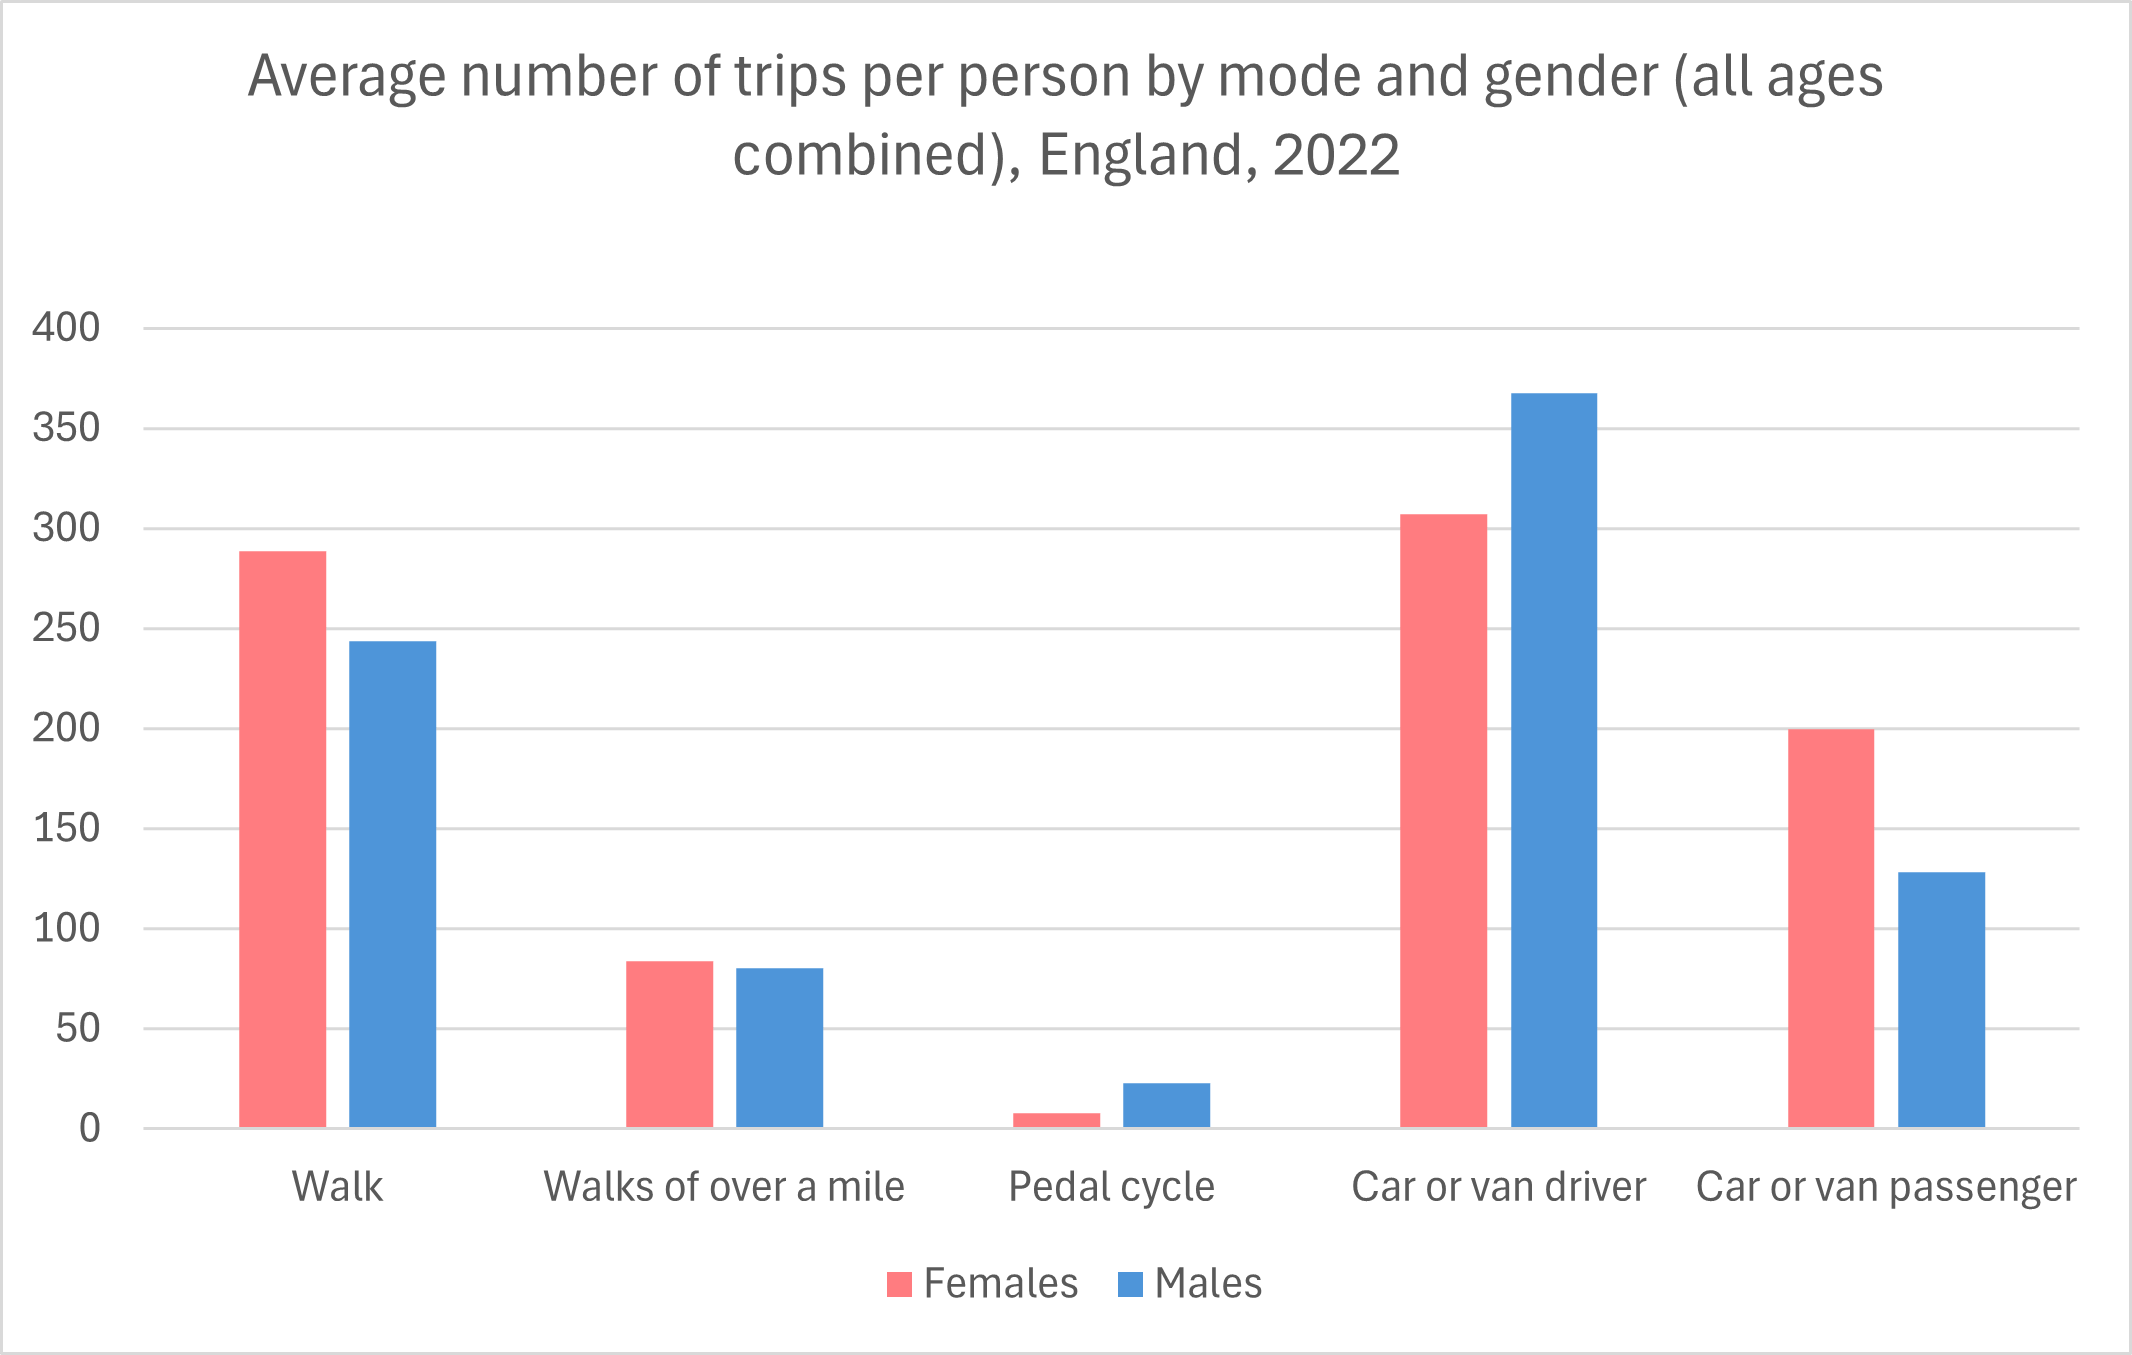 Average number of trips per person by mode and gender (all ages
combined), England, 2022
400
350
300
250
200
150
100
50
0
Walk
Walks of over a mile
Pedal cycle
Car or van driver
Car or van passenger
Females
Males